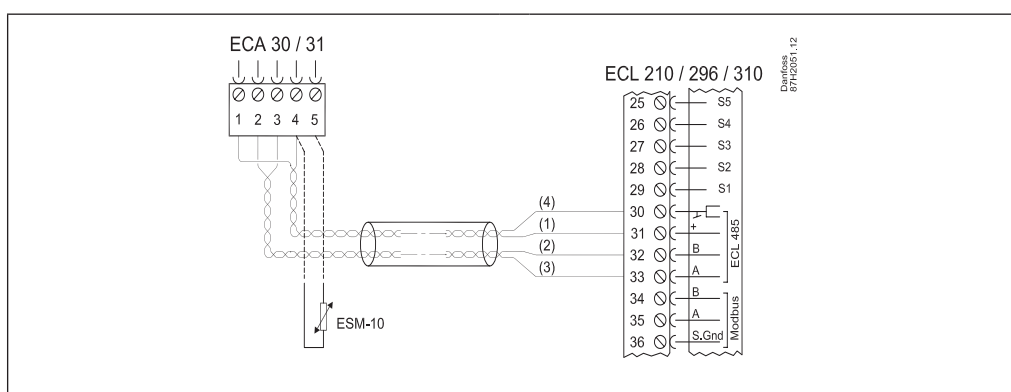 ECA 30 / 31
1 2 3 4 5
ESM-10
(4)
(1)
(2)
(3)
ECL 210 / 296 / 310
Danfoss
87H2051.12
25 S5
26 S4
27 S3
28 S2
29 S1
30
31 +
32 B
33 A
ECL 485
34 B
35 A
36 S.Gnd
Modbus